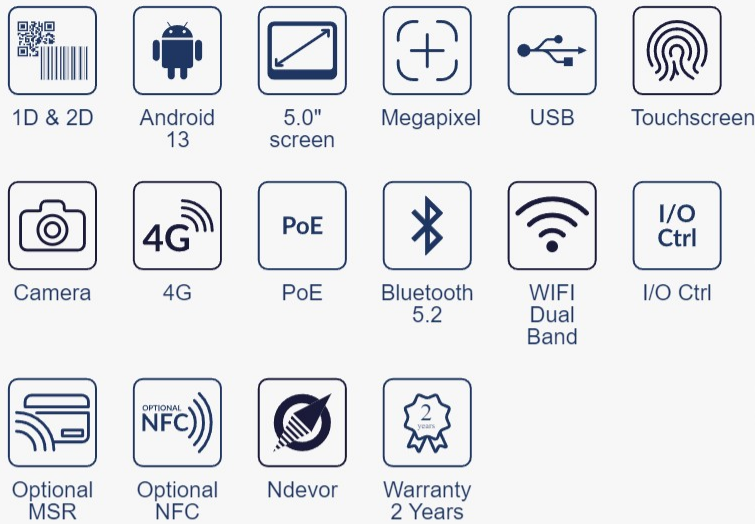 1D & 2D
Android
13
5.0"
screen
Megapixel
USB
Touchscreen
4G
PoE
I/O
Ctrl
Camera
4G
PoE
Bluetooth
5.2
WIFI
Dual
Band
I/O Ctrl
OPTIONAL
NFC
2
years
Optional
MSR
Optional
NFC
Ndevor
Warranty
2 Years